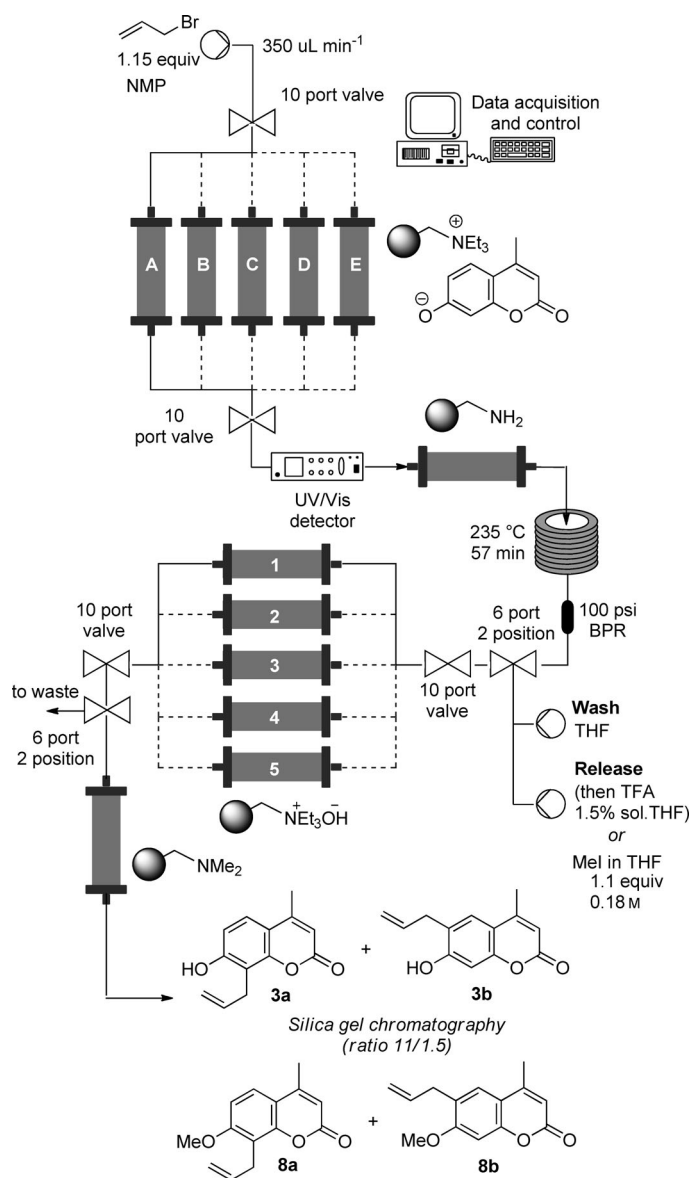 Br
1.15 equiv
NMP
350 uL min⁻¹
10 port valve
Data acquisition
and control
A
B
C
D
E
⊕
NEt₃
⊖
O
O
O
10
port valve
NH₂
UV/Vis
detector
235 °C
57 min
1
2
3
4
5
10 port
valve
6 port
2 position
100 psi
BPR
10 port
valve
to waste
6 port
2 position
Wash
THF
Release
(then TFA
1.5% sol.THF)
or
MeI in THF
1.1 equiv
0.18 M
+ −
NEt₃OH
NMe₂
HO
O
O
3a
+
HO
O
O
3b
Silica gel chromatography
(ratio 11/1.5)
MeO
O
O
8a
+
MeO
O
O
8b